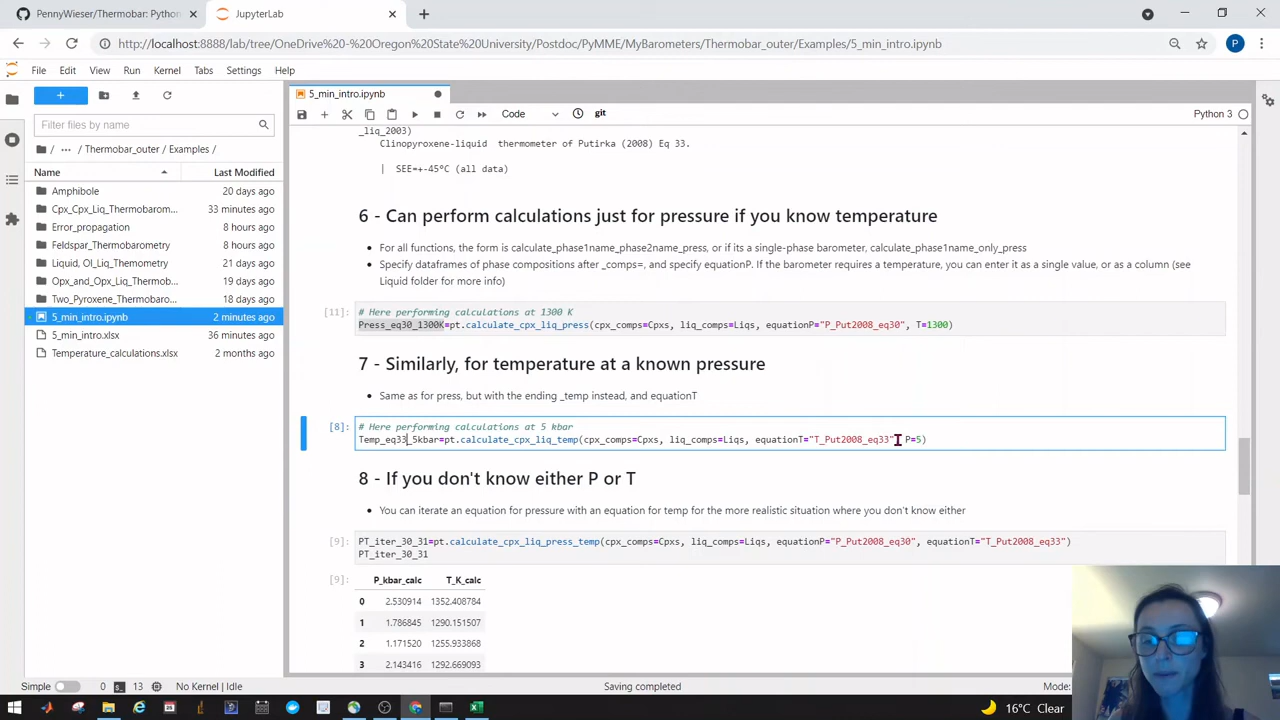 PennyWieser/Thermobar: Python
JupyterLab
http://localhost:8888/lab/tree/OneDrive%20-%20Oregon%20State%20University/Postdoc/PyMME/MyBarometers/Thermobar_outer/Examples/5_min_intro.ipynb
P
File Edit View Run Kernel Tabs Settings Help
Filter files by name
/ ... / Thermobar_outer / Examples /
Name Last Modified
Amphibole 20 days ago
Cpx_Cpx_Liq_Thermobarom... 33 minutes ago
Error_propagation 8 hours ago
Feldspar_Thermobarometry 8 hours ago
Liquid, Ol_Liq_Themometry 21 days ago
Opx_and_Opx_Liq_Thermo... 27 days ago
Two_Pyroxene_Thermobaro... 18 days ago
5_min_intro.ipynb 2 minutes ago
5_min_intro.xlsx 36 minutes ago
Temperature_calculations.xlsx 2 months ago
5_min_intro.ipynb
Code
git
Python 3
_liq_2003)
Clinopyroxene-liquid thermometer of Putirka (2008) Eq 33.
| SEE=+-45ºC (all data)
6 - Can perform calculations just for pressure if you know temperature
• For all functions, the form is calculate_phase1name_phase2name_press, or if its a single-phase barometer, calculate_phase1name_only_press
• Specify dataframes of phase compositions after _comps=, and specify equationP. If the barometer requires a temperature, you can enter it as a single value, or as a column (see
Liquid folder for more info)
[11]: # Here performing calculations at 1300 K
Press_eq30_1300K=pt.calculate_cpx_liq_press(cpx_comps=Cpxs, liq_comps=Liqs, equationP="P_Put2008_eq30", T=1300)
7 - Similarly, for temperature at a known pressure
• Same as for press, but with the ending _temp instead, and equationT
[8]: # Here performing calculations at 5 kbar
Temp_eq33_5kbar=pt.calculate_cpx_liq_temp(cpx_comps=Cpxs, liq_comps=Liqs, equationT="T_Put2008_eq33", P=5)
8 - If you don't know either P or T
• You can iterate an equation for pressure with an equation for temp for the more realistic situation where you don't know either
[9]: PT_iter_30_31=pt.calculate_cpx_liq_press_temp(cpx_comps=Cpxs, liq_comps=Liqs, equationP="P_Put2008_eq30", equationT="T_Put2008_eq33")
PT_iter_30_31
[9]: P_kbar_calc T_K_calc
0 2.530914 1352.408784
1 1.786845 1290.151507
2 1.171520 1255.933868
3 2.143416 1292.669093
Simple 0 13 No Kernel | Idle Saving completed Mode:
16°C Clear